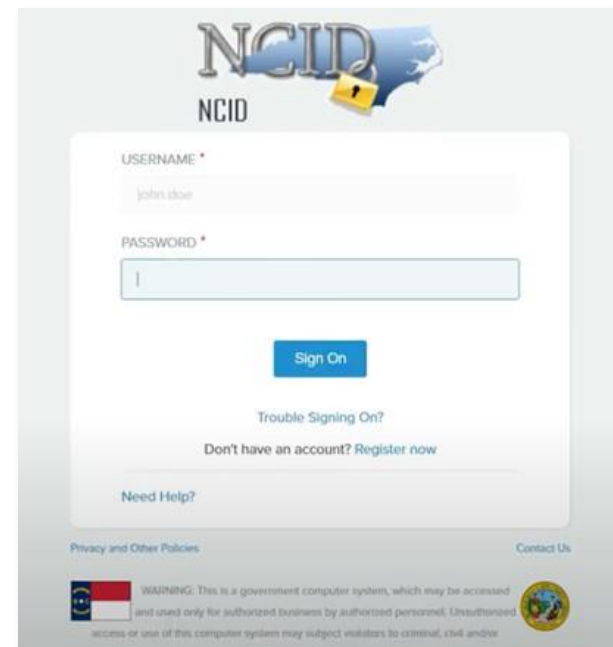 NCID
NCID
USERNAME *
john.doe
PASSWORD *
Sign On
Trouble Signing On?
Don't have an account? Register now
Need Help?
Privacy and Other Policies
Contact Us
WARNING: This is a government computer system, which may be accessed
and used only for authorized business by authorized personnel. Unauthorized
access or use of this computer system may subject violators to criminal, civil and/or